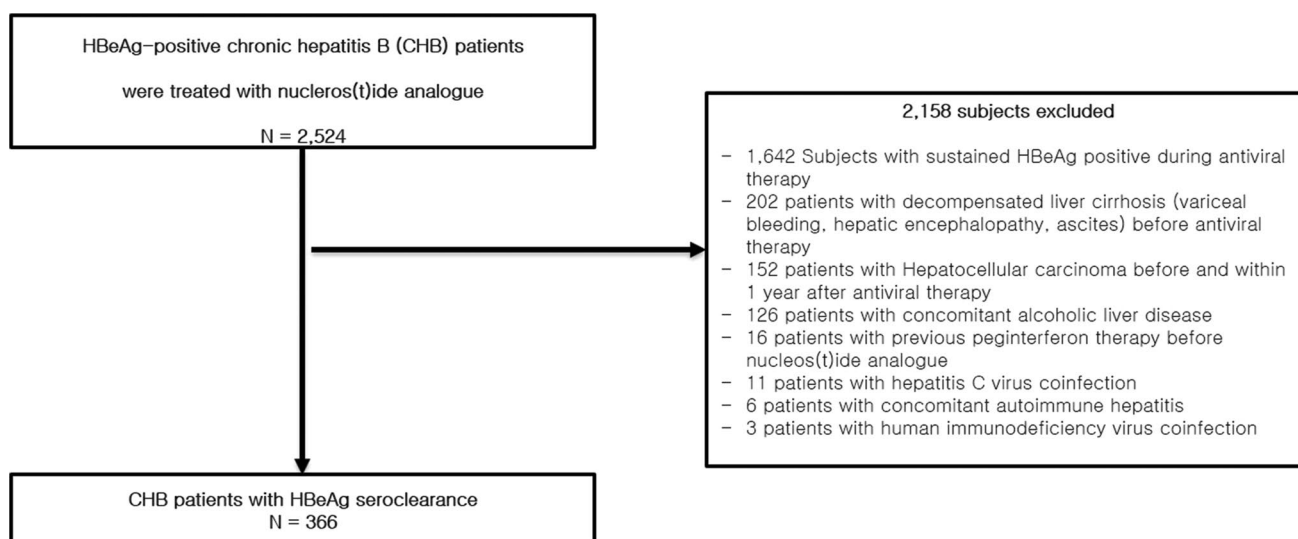 HBeAg-positive chronic hepatitis B (CHB) patients
were treated with nucleros(t)ide analogue
N = 2,524
2,158 subjects excluded
- 1,642 Subjects with sustained HBeAg positive during antiviral
therapy
- 202 patients with decompensated liver cirrhosis (variceal
bleeding, hepatic encephalopathy, ascites) before antiviral
therapy
- 152 patients with Hepatocellular carcinoma before and within
1 year after antiviral therapy
- 126 patients with concomitant alcoholic liver disease
- 16 patients with previous peginterferon therapy before
nucleos(t)ide analogue
- 11 patients with hepatitis C virus coinfection
- 6 patients with concomitant autoimmune hepatitis
- 3 patients with human immunodeficiency virus coinfection
CHB patients with HBeAg seroclearance
N = 366